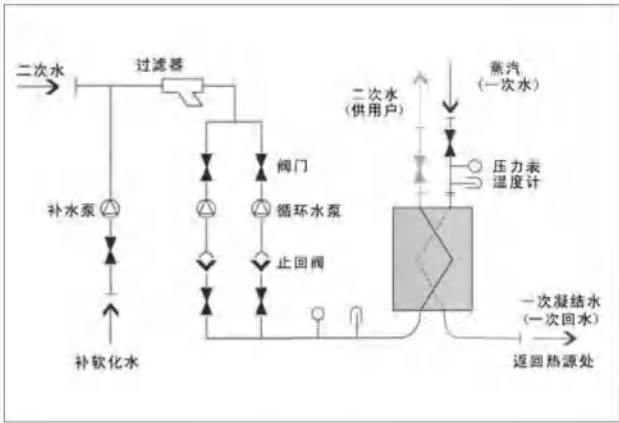 二次水
过滤器
二次水
(供用户)
蒸汽
(一次水)
阀门
压力表
温度计
补水泵
循环水泵
止回阀
一次凝结水
(一次回水)
补软化水
返回热源处